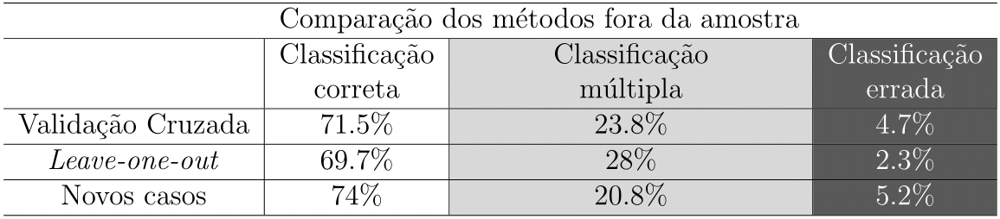 Comparação dos métodos fora da amostra
Classificação correta Classificação múltipla Classificação errada
Validação Cruzada 71.5% 23.8% 4.7%
Leave-one-out 69.7% 28% 2.3%
Novos casos 74% 20.8% 5.2%